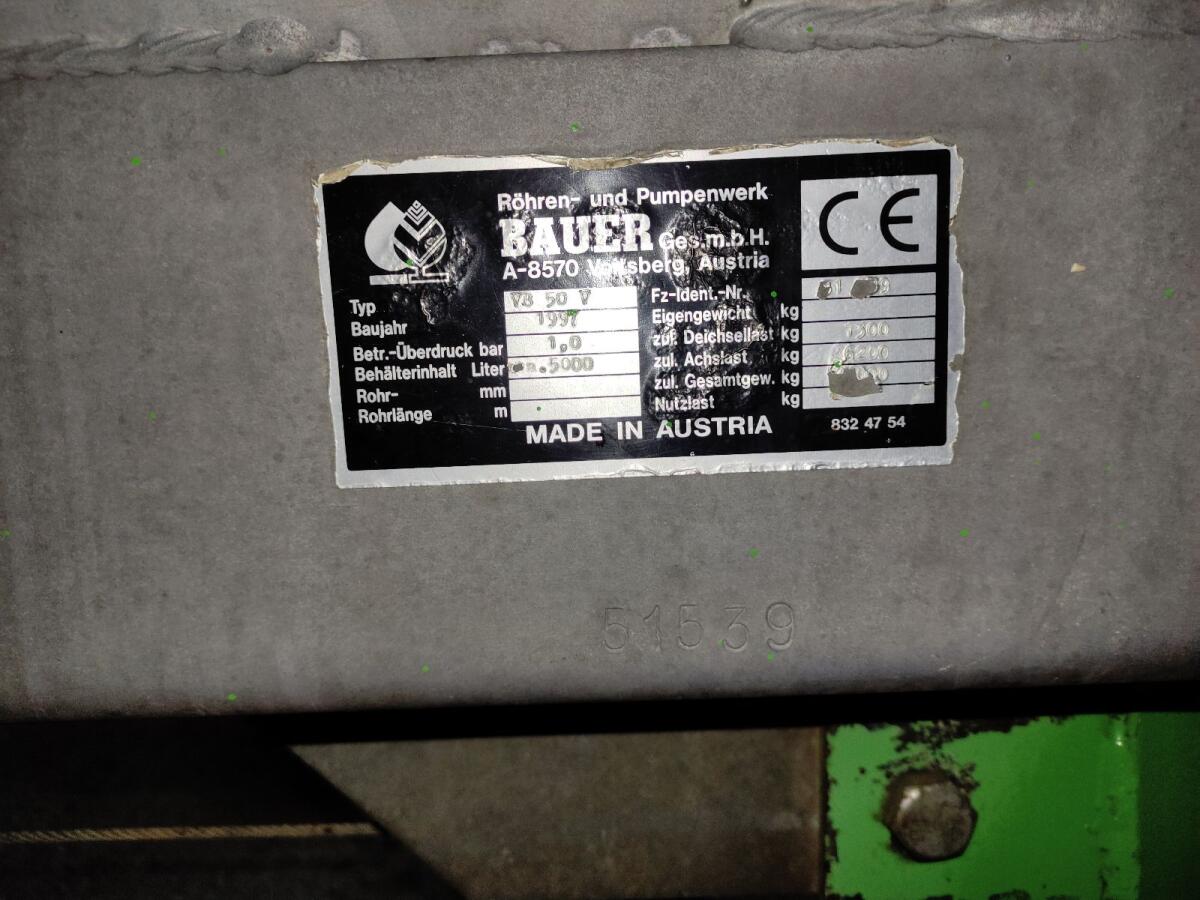 Röhren- und Pumpenwerk
BAUER Ges.m.b.H.
A-8570 Voitsberg, Austria
CE
Typ VB 50 V
Baujahr 1997
Betr.-Überdruck bar 1,0
Behälterinhalt Liter 5000
Rohr- mm
Rohrlänge m
Fz-Ident.-Nr.
Eigengewicht kg
zul. Deichsellast kg 1300
zul. Achslast kg
zul. Gesamtgew. kg
Nutzlast kg
MADE IN AUSTRIA
832 47 54
51539